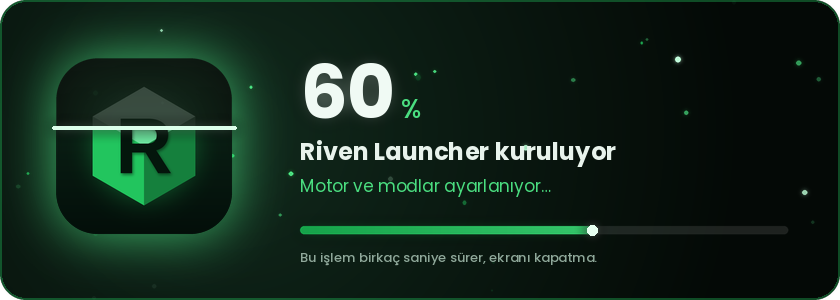 R
60 %
Riven Launcher kuruluyor
Motor ve modlar ayarlanıyor...
Bu işlem birkaç saniye sürer, ekranı kapatma.